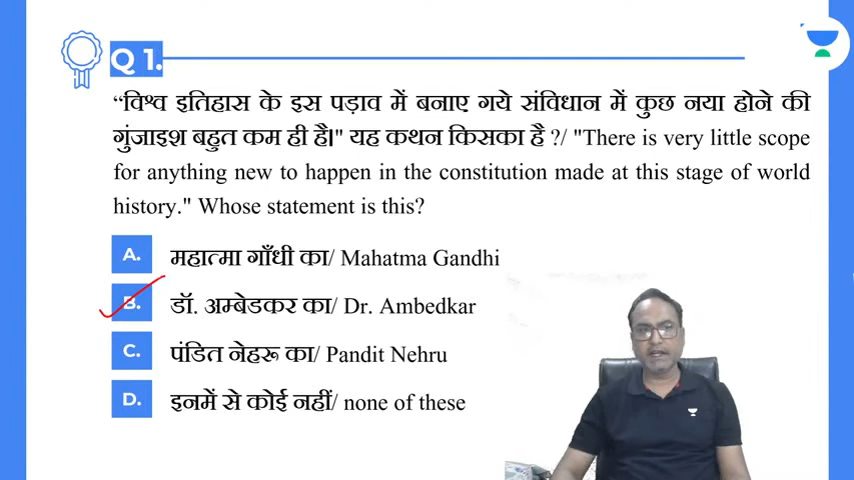 Q 1.
“विश्व इतिहास के इस पड़ाव में बनाए गये संविधान में कुछ नया होने की
गुंजाइश बहुत कम ही है।" यह कथन किसका है ?/ "There is very little scope
for anything new to happen in the constitution made at this stage of world
history." Whose statement is this?
A. महात्मा गाँधी का/ Mahatma Gandhi
B. डॉ. अम्बेडकर का/ Dr. Ambedkar
C. पंडित नेहरू का/ Pandit Nehru
D. इनमें से कोई नहीं/ none of these